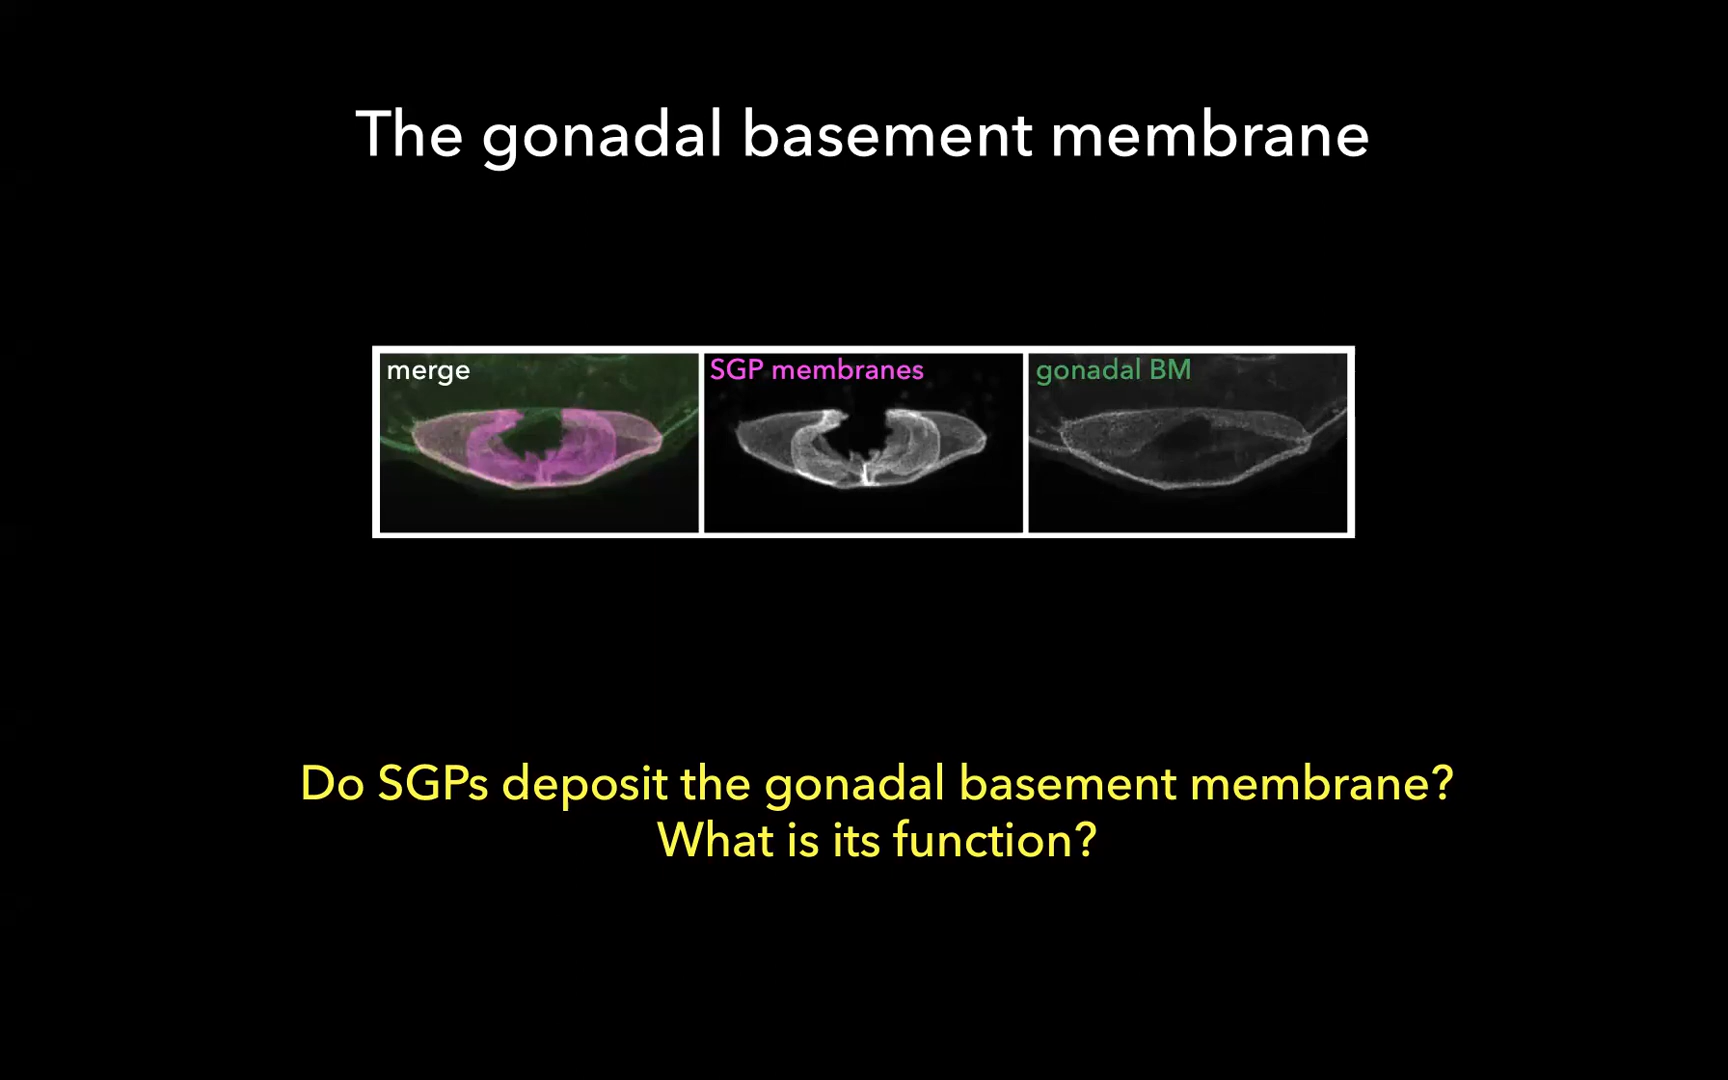 The gonadal basement membrane
merge
SGP membranes
gonadal BM
Do SGPs deposit the gonadal basement membrane?
What is its function?